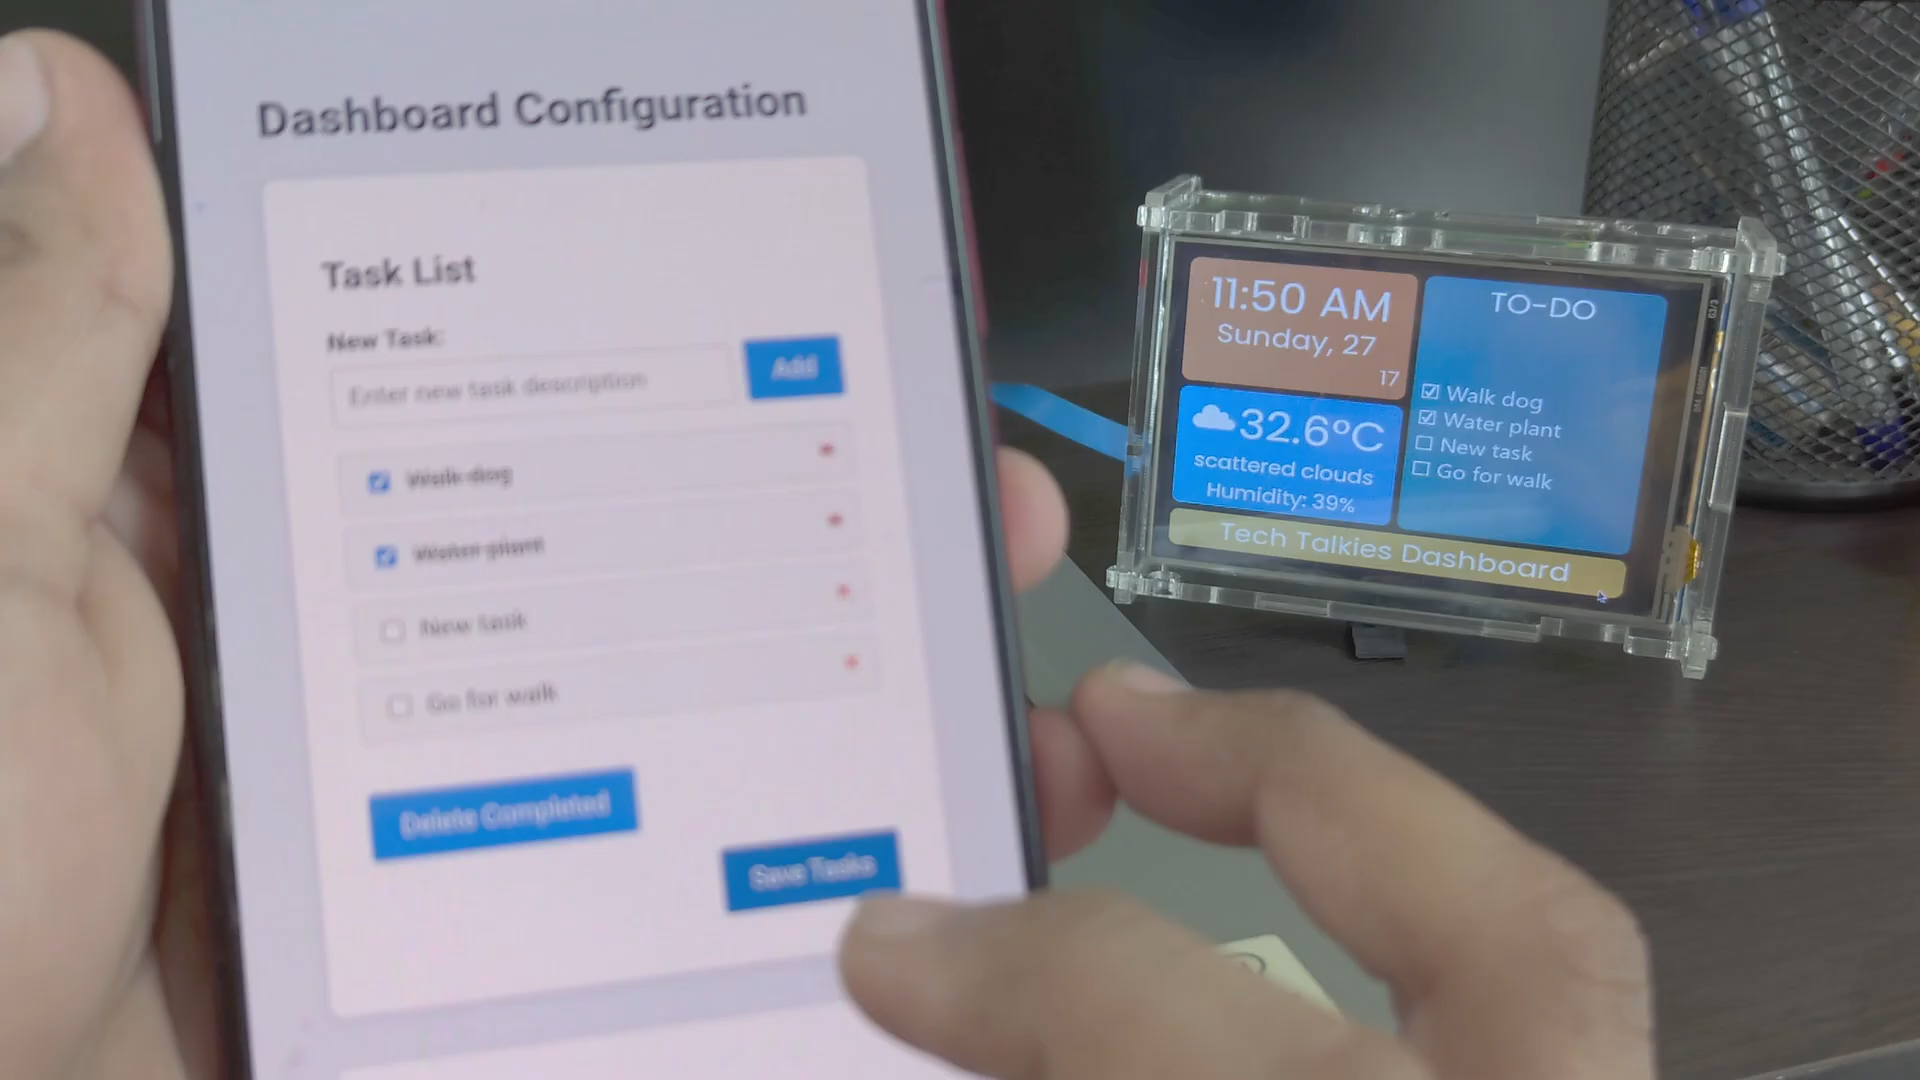 Dashboard Configuration
Task List
New Task:
Enter new task description
Add
Walk dog
Water plant
New task
Go for walk
Delete Completed
Save Tasks
11:50 AM
Sunday, 27
17
32.6°C
scattered clouds
Humidity: 39%
TO-DO
Walk dog
Water plant
New task
Go for walk
Tech Talkies Dashboard